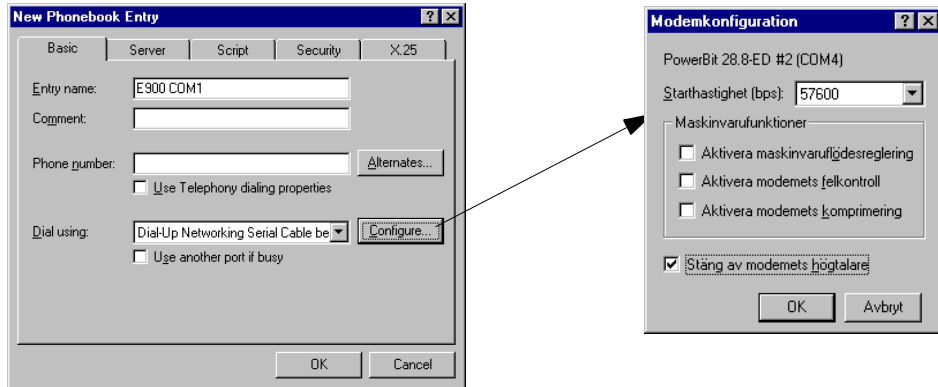 New Phonebook Entry
Basic
Server
Script
Security
X.25
Entry name:
E900 COM1
Comment:
Phone number:
Alternates...
Use Telephony dialing properties
Dial using:
Dial-Up Networking Serial Cable be
Configure...
Use another port if busy
OK
Cancel
Modemkonfiguration
PowerBit 28.8-ED #2 (COM4)
Starthastighet (bps):
57600
Maskinvarufunktioner
Aktivera maskinvaruflödesreglering
Aktivera modemets felkontroll
Aktivera modemets komprimering
Stäng av modemets högtalare
OK
Avbryt